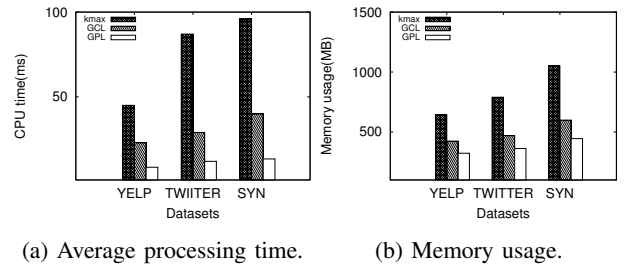 100
50
CPU time(ms)
kmax
GCL
GPL
YELP TWIITER SYN
Datasets
(a) Average processing time.
1500
1000
500
Memory usage(MB)
kmax
GCL
GPL
YELP TWITTER SYN
Datasets
(b) Memory usage.